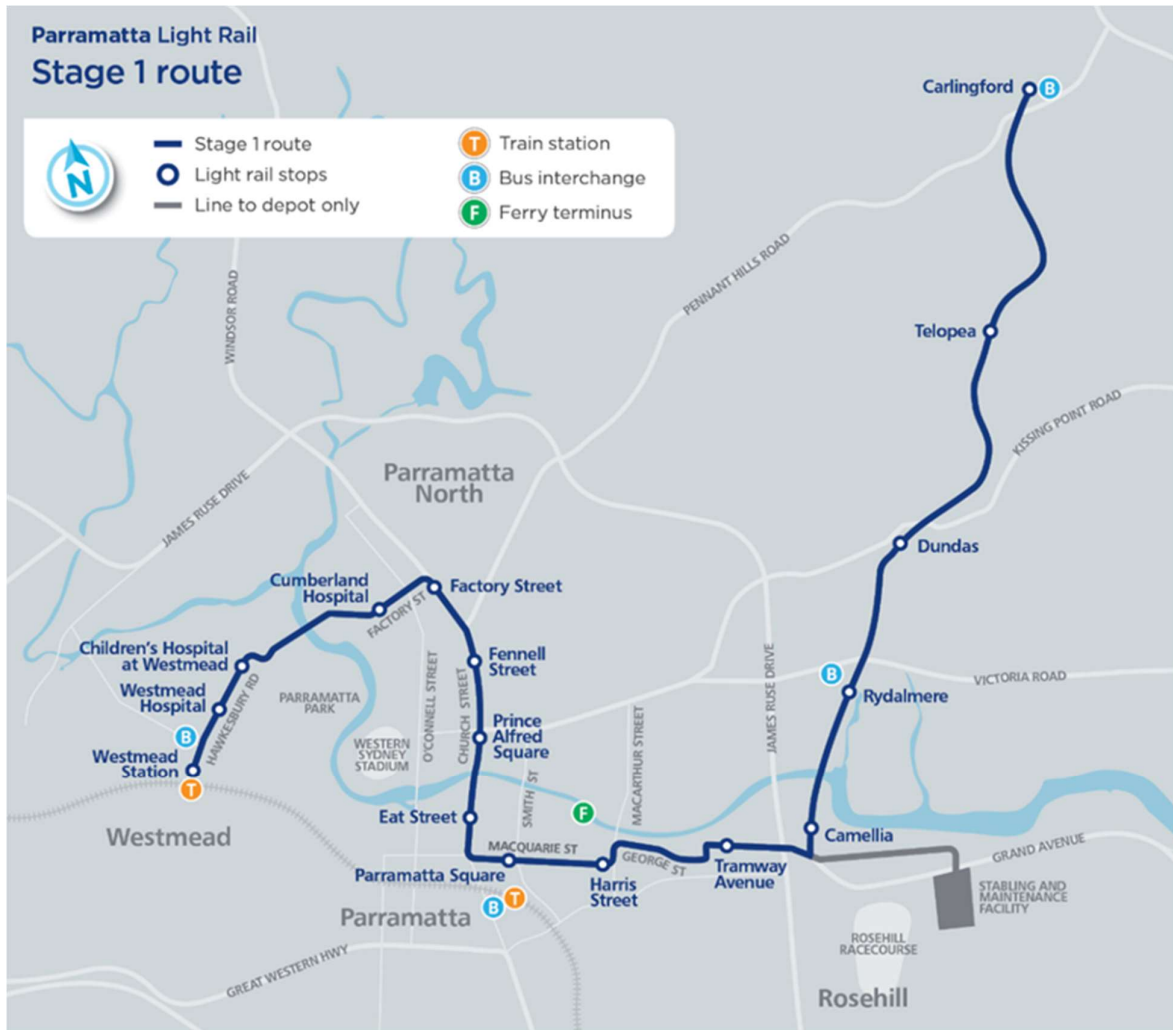 Parramatta Light Rail
Stage 1 route
N
Stage 1 route
Light rail stops
Line to depot only
T Train station
B Bus interchange
F Ferry terminus
Carlingford
B
WINDSOR ROAD
PENNANT HILLS ROAD
Telopea
KISSING POINT ROAD
JAMES RUSE DRIVE
Parramatta
North
Dundas
Cumberland
Hospital
FACTORY ST
Factory Street
Children's Hospital
at Westmead
Westmead
Hospital
HAWKESBURY RD
B
Westmead
Station
T
Westmead
PARRAMATTA
PARK
WESTERN
SYDNEY
STADIUM
O'CONNELL STREET
CHURCH STREET
Fennell
Street
Prince
Alfred
Square
SMITH ST
MACARTHUR STREET
JAMES RUSE DRIVE
B
Rydalmere
VICTORIA ROAD
Eat Street
F
MACQUARIE ST
Parramatta Square
Harris
Street
GEORGE ST
Tramway
Avenue
Camellia
GRAND AVENUE
STABLING AND
MAINTENANCE
FACILITY
Parramatta
B
T
GREAT WESTERN HWY
ROSEHILL
RACECOURSE
Rosehill